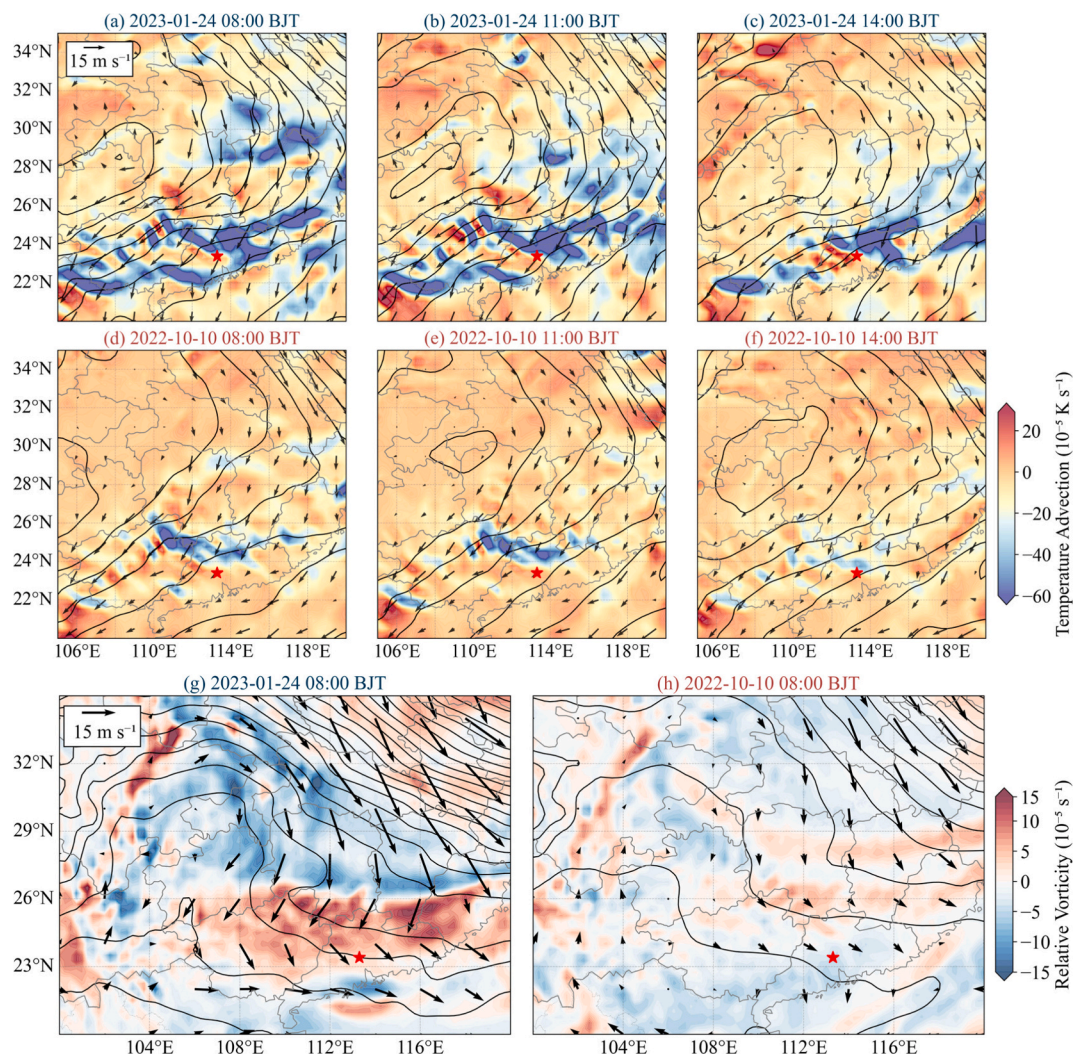 (a) 2023-01-24 08:00 BJT (b) 2023-01-24 11:00 BJT (c) 2023-01-24 14:00 BJT
15 m s⁻¹
34°N
32°N
30°N
28°N
26°N
24°N
22°N
(d) 2022-10-10 08:00 BJT (e) 2022-10-10 11:00 BJT (f) 2022-10-10 14:00 BJT
34°N
32°N
30°N
28°N
26°N
24°N
22°N
106°E 110°E 114°E 118°E 106°E 110°E 114°E 118°E 106°E 110°E 114°E 118°E
20
0
−20
−40
−60
Temperature Advection (10⁻⁵ K s⁻¹)
(g) 2023-01-24 08:00 BJT (h) 2022-10-10 08:00 BJT
15 m s⁻¹
32°N
29°N
26°N
23°N
104°E 108°E 112°E 116°E 104°E 108°E 112°E 116°E
15
10
5
0
−5
−10
−15
Relative Vorticity (10⁻⁵ s⁻¹)